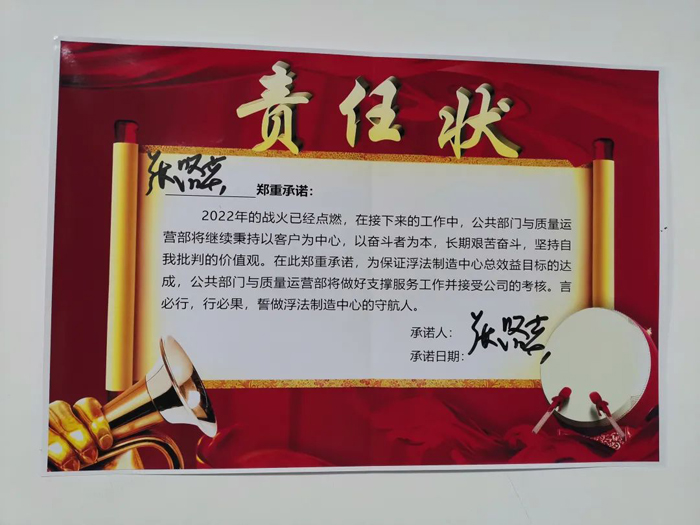 责任状
郑重承诺：
2022年的战火已经点燃，在接下来的工作中，公共部门与质量运
营部将继续秉持以客户为中心，以奋斗者为本，长期艰苦奋斗，坚持自
我批判的价值观。在此郑重承诺，为保证浮法制造中心总效益目标的达
成，公共部门与质量运营部将做好支撑服务工作并接受公司的考核。言
必行，行必果，誓做浮法制造中心的守航人。
承诺人：
承诺日期：